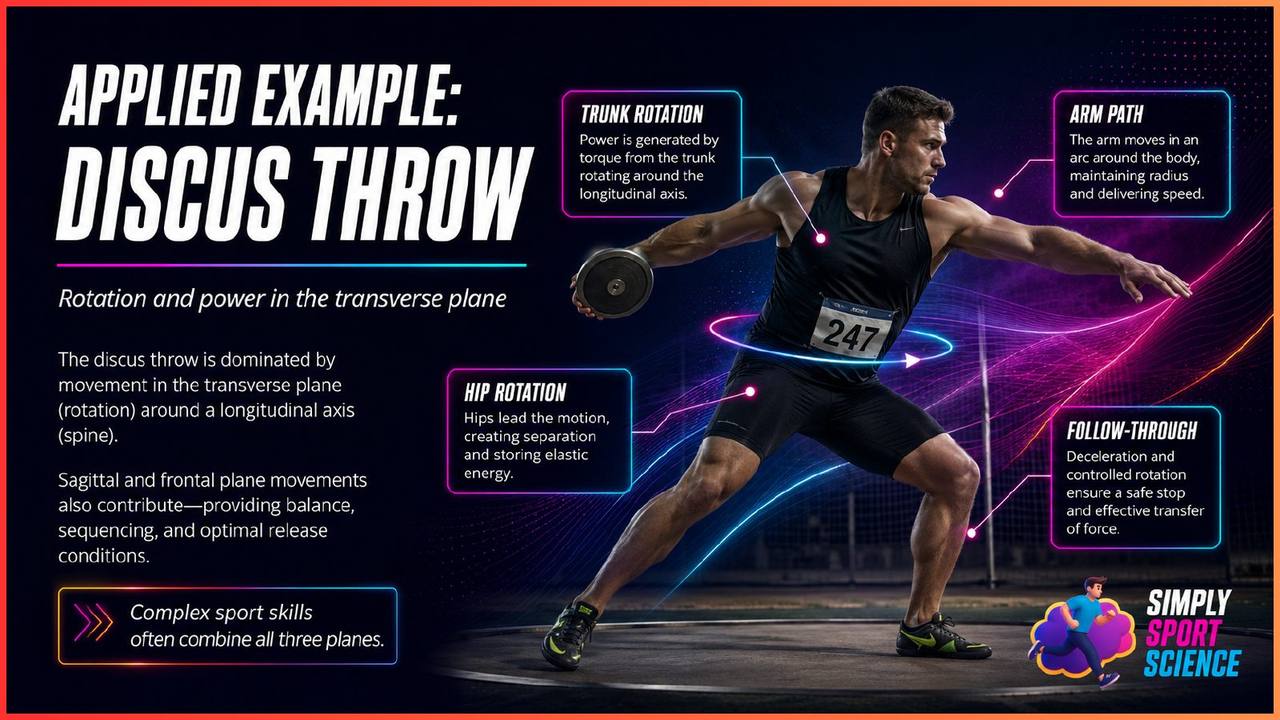 APPLIED EXAMPLE:
DISCUS THROW
Rotation and power in the transverse plane
The discus throw is dominated by
movement in the transverse plane
(rotation) around a longitudinal axis
(spine).
Sagittal and frontal plane movements
also contribute—providing balance,
sequencing, and optimal release
conditions.
Complex sport skills
often combine all three planes.
TRUNK ROTATION
Power is generated by
torque from the trunk
rotating around the
longitudinal axis.
HIP ROTATION
Hips lead the motion,
creating separation
and storing elastic
energy.
ARM PATH
The arm moves in an
arc around the body,
maintaining radius
and delivering speed.
FOLLOW-THROUGH
Deceleration and
controlled rotation
ensure a safe stop
and effective transfer
of force.
247
SIMPLY
SPORT
SCIENCE